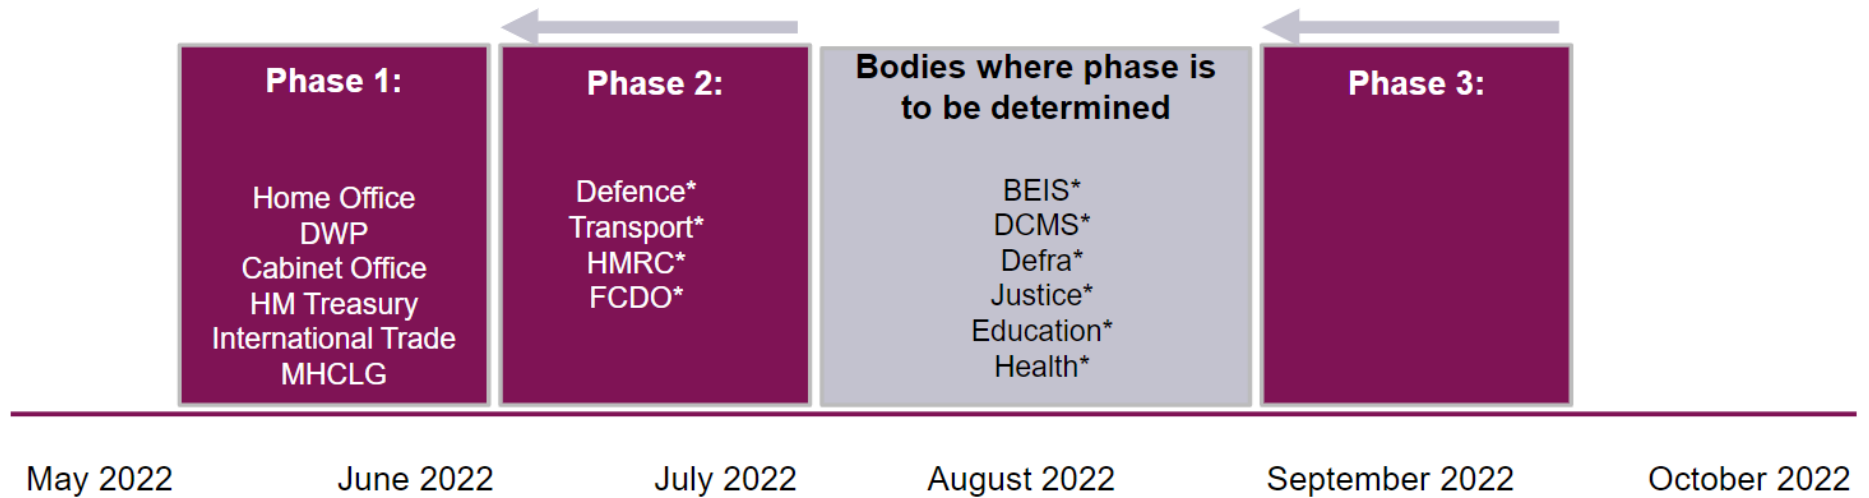 Phase 1:
Home Office
DWP
Cabinet Office
HM Treasury
International Trade
MHCLG
Phase 2:
Defence*
Transport*
HMRC*
FCDO*
Bodies where phase is
to be determined
BEIS*
DCMS*
Defra*
Justice*
Education*
Health*
Phase 3:
May 2022
June 2022
July 2022
August 2022
September 2022
October 2022